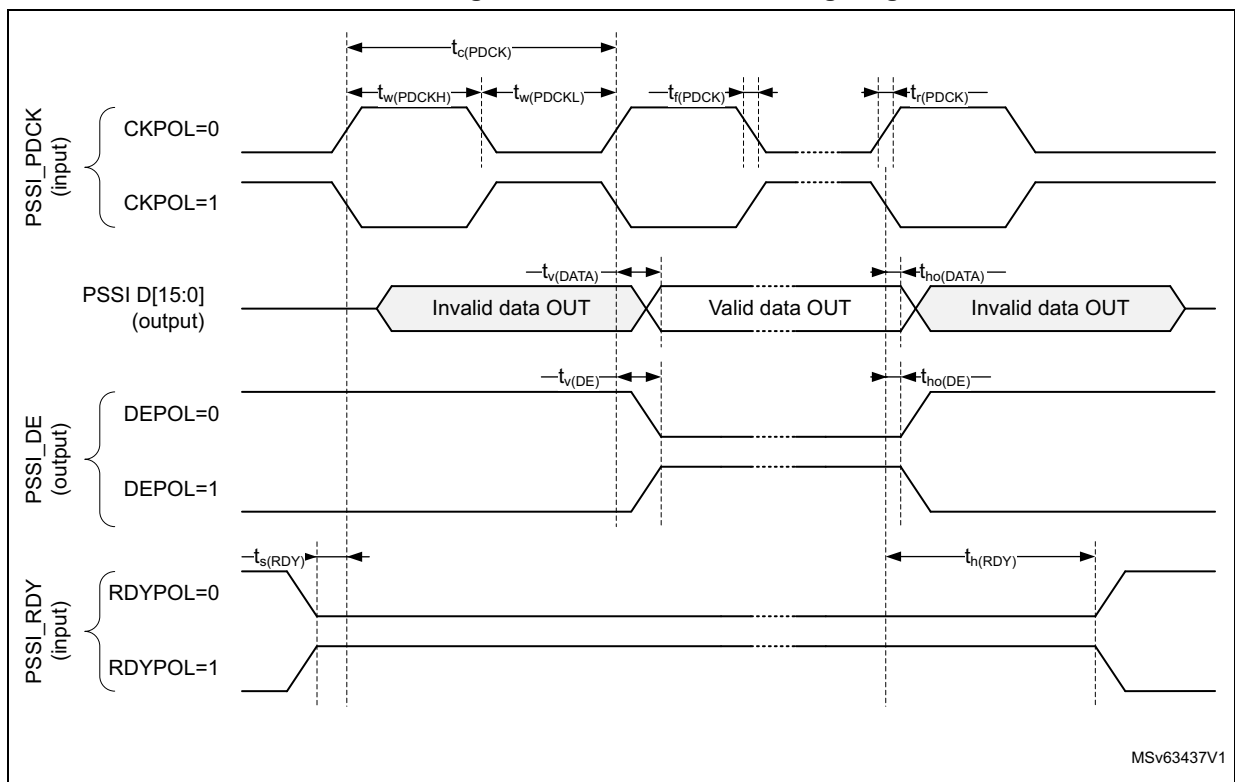 tc(PDCK)
tw(PDCKH) tw(PDCKL) tf(PDCK) tr(PDCK)
PSSI_PDCK
(input)
CKPOL=0
CKPOL=1
tv(DATA) tho(DATA)
PSSI D[15:0]
(output)
Invalid data OUT Valid data OUT Invalid data OUT
tv(DE) tho(DE)
PSSI_DE
(output)
DEPOL=0
DEPOL=1
ts(RDY) th(RDY)
PSSI_RDY
(input)
RDYPOL=0
RDYPOL=1
MSv63437V1